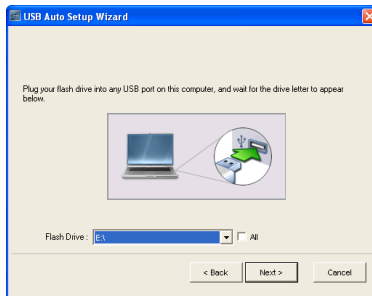 USB Auto Setup Wizard
Plug your flash drive into any USB port on this computer, and wait for the drive letter to appear
below.
Flash Drive : E:\ All
< Back Next > Cancel